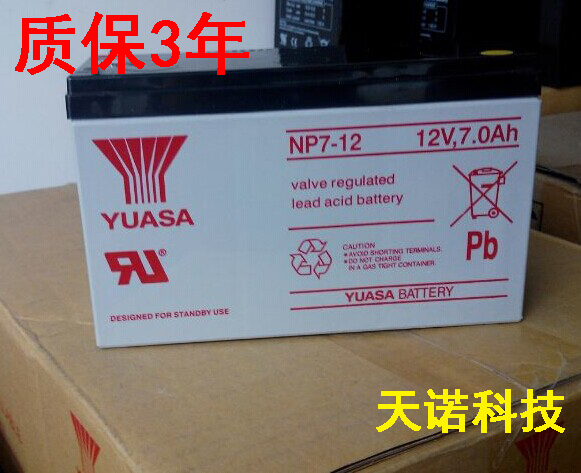 质保3年
NP7-12 12V,7.0Ah
YUASA
valve regulated
lead acid battery
Pb
CAUTION
•AVOID SHORTING TERMINALS.
•DO NOT CHARGE
IN A GAS TIGHT CONTAINER.
DESIGNED FOR STANDBY USE
YUASA BATTERY
天诺科技
YUASA